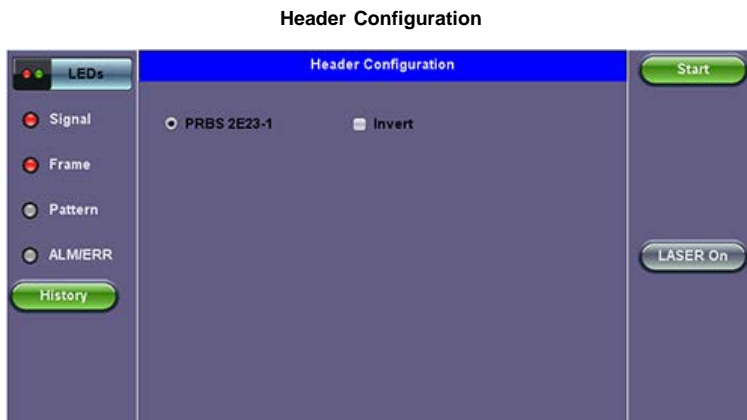 Header Configuration
LEDs
Header Configuration
Start
Signal
PRBS 2E23-1
Invert
Frame
Pattern
ALM/ERR
LASER On
History